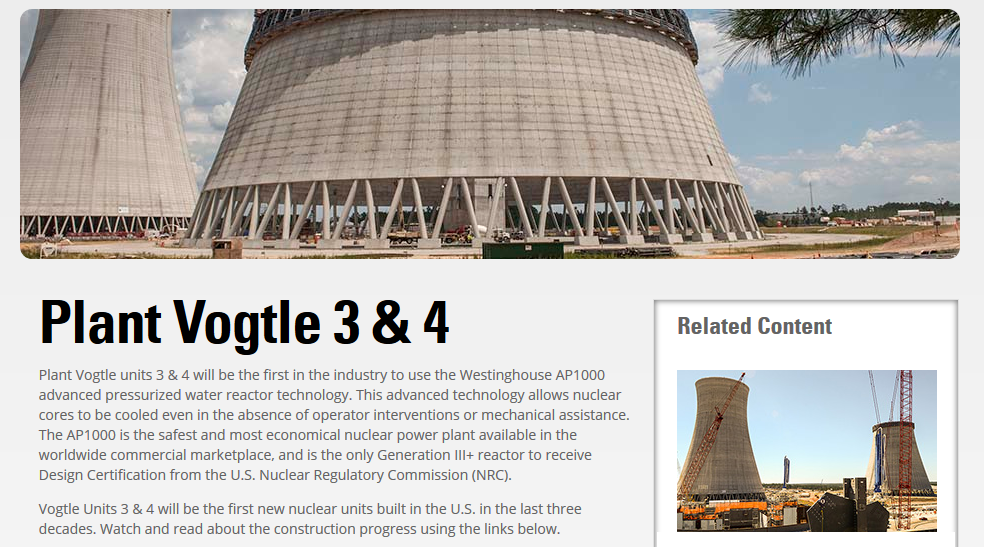 Plant Vogtle 3 & 4
Plant Vogtle units 3 & 4 will be the first in the industry to use the Westinghouse AP1000
advanced pressurized water reactor technology. This advanced technology allows nuclear
cores to be cooled even in the absence of operator interventions or mechanical assistance.
The AP1000 is the safest and most economical nuclear power plant available in the
worldwide commercial marketplace, and is the only Generation III+ reactor to receive
Design Certification from the U.S. Nuclear Regulatory Commission (NRC).
Vogtle Units 3 & 4 will be the first new nuclear units built in the U.S. in the last three
decades. Watch and read about the construction progress using the links below.
Related Content